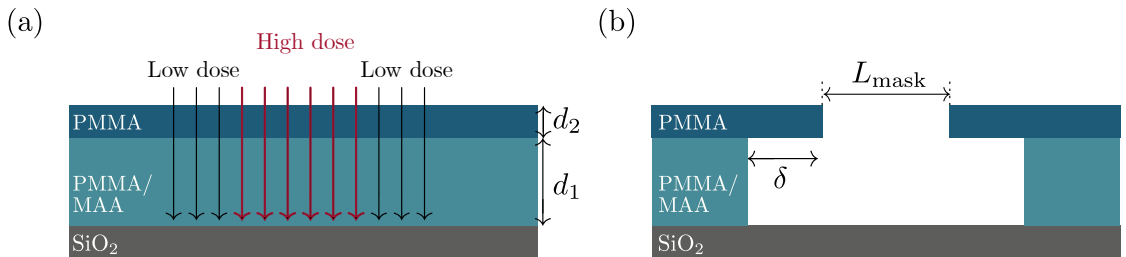 (a)
High dose
Low dose
Low dose
PMMA
d₂
PMMA/
MAA
d₁
SiO₂
(b)
Lmask
PMMA
δ
PMMA/
MAA
SiO₂